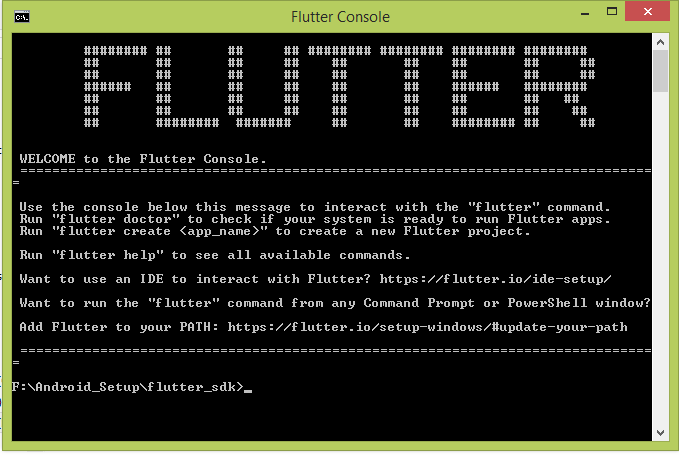 Flutter Console
FLUTTER
WELCOME to the Flutter Console.
================================================================================
=
Use the console below this message to interact with the "flutter" command.
Run "flutter doctor" to check if your system is ready to run Flutter apps.
Run "flutter create <app_name>" to create a new Flutter project.
Run "flutter help" to see all available commands.
Want to use an IDE to interact with Flutter? https://flutter.io/ide-setup/
Want to run the "flutter" command from any Command Prompt or PowerShell window?
Add Flutter to your PATH: https://flutter.io/setup-windows/#update-your-path
================================================================================
=
F:\Android_Setup\flutter_sdk>_